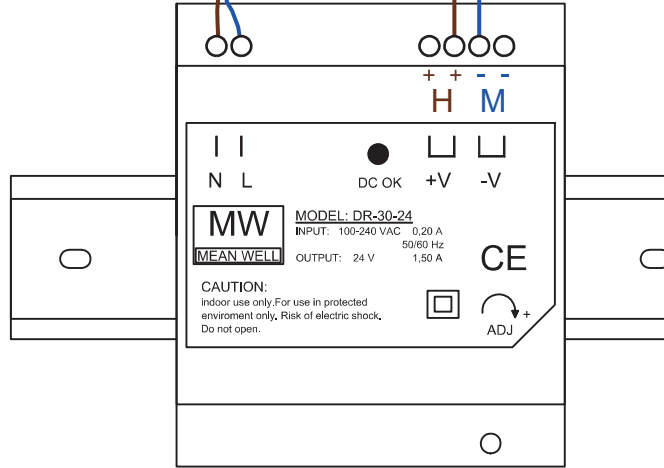 + + - -
H M
N L DC OK +V -V
MW
MEAN WELL
MODEL: DR-30-24
INPUT: 100-240 VAC 0,20 A
50/60 Hz
OUTPUT: 24 V 1,50 A
CE
CAUTION:
indoor use only.For use in protected
enviroment only. Risk of electric shock.
Do not open.
+
ADJ